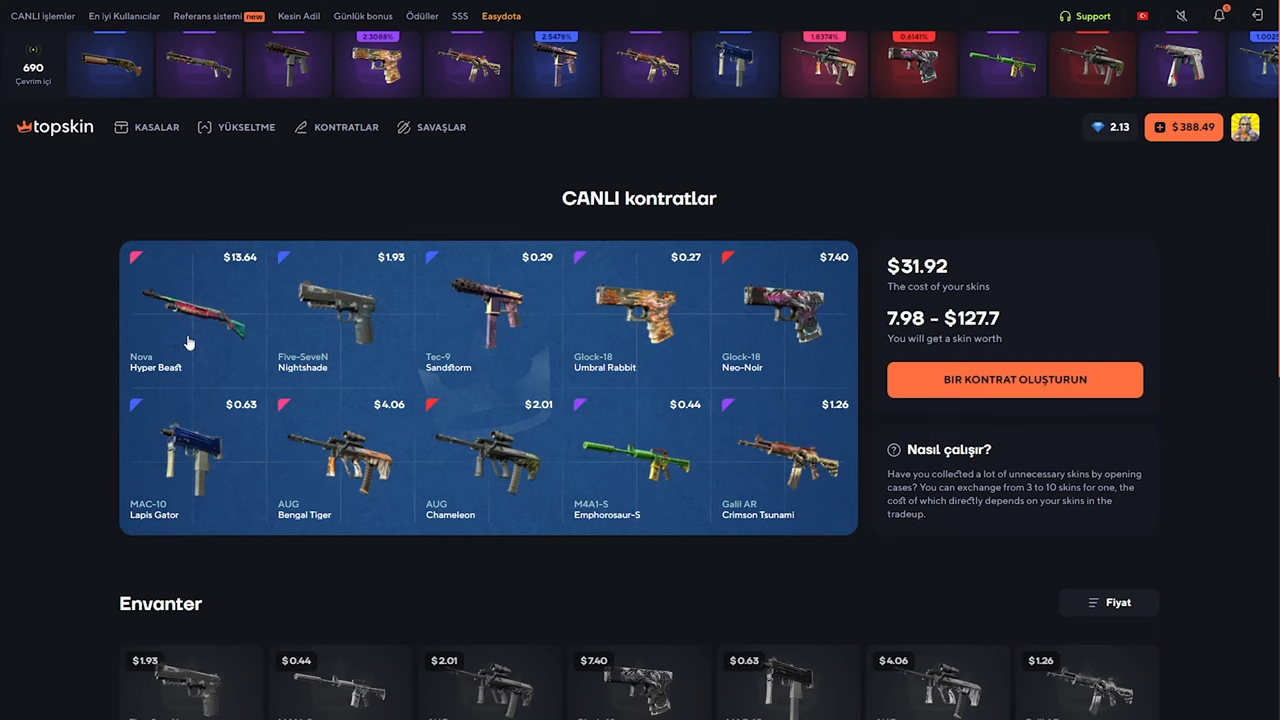 CANLI işlemler
En iyi Kullanıcılar
Referans sistemi new
Kesin Adil
Günlük bonus
Ödüller
SSS
Easydota
Support
5
690
Çevrim içi
2.3088%
2.5478%
1.8374%
0.6141%
topskin
KASALAR
YÜKSELTME
KONTRATLAR
SAVAŞLAR
2.13
$ 388.49
CANLI kontratlar
$13.64
Nova
Hyper Beast
$1.93
Five-SeveN
Nightshade
$0.29
Tec-9
Sandstorm
$0.27
Glock-18
Umbral Rabbit
$7.40
Glock-18
Neo-Noir
$0.63
MAC-10
Lapis Gator
$4.06
AUG
Bengal Tiger
$2.01
AUG
Chameleon
$0.44
M4A1-S
Emphorosaur-S
$1.26
Galil AR
Crimson Tsunami
$31.92
The cost of your skins
7.98 - $127.7
You will get a skin worth
BIR KONTRAT OLUŞTURUN
Nasıl çalışır?
Have you collected a lot of unnecessary skins by opening
cases? You can exchange from 3 to 10 skins for one, the
cost of which directly depends on your skins in the
tradeup.
Envanter
Fiyat
$1.93
$0.44
$2.01
$7.40
$0.63
$4.06
$1.26